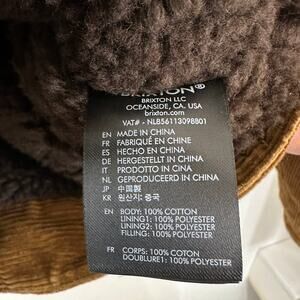 BRIXTON®
BRIXTON LLC
OCEANSIDE, CA. USA
brixton.com
VAT# - NL856113098B01
EN MADE IN CHINA
FR FABRIQUÉ EN CHINE
ES HECHO EN CHINA
DE HERGESTELLT IN CHINA
IT PRODOTTO IN CINA
NL GEPRODUCEERD IN CHINA
JP 中国製
KR 원산지: 중국
EN BODY: 100% COTTON
LINING1: 100% POLYESTER
LINING2: 100% POLYESTER
FILLING: 100% POLYESTER
FR CORPS: 100% COTON
DOUBLURE1: 100% POLYESTER